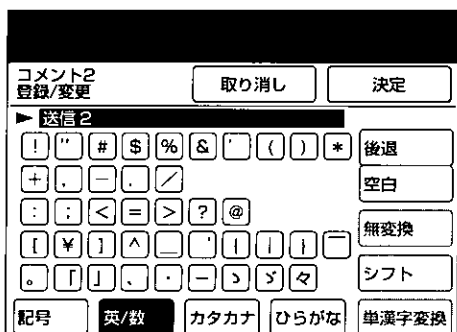 コメント2
登録/変更
取り消し
決定
► 送信2
! " # $ % & ' ( ) *
後退
+ , − . /
空白
: ; < = > ? @
無変換
[ ¥ ] ^ _ ' { | } ‾
シフト
。 「 」 、 ・ − ゝ ゞ 々
記号
英/数
カタカナ
ひらがな
単漢字変換